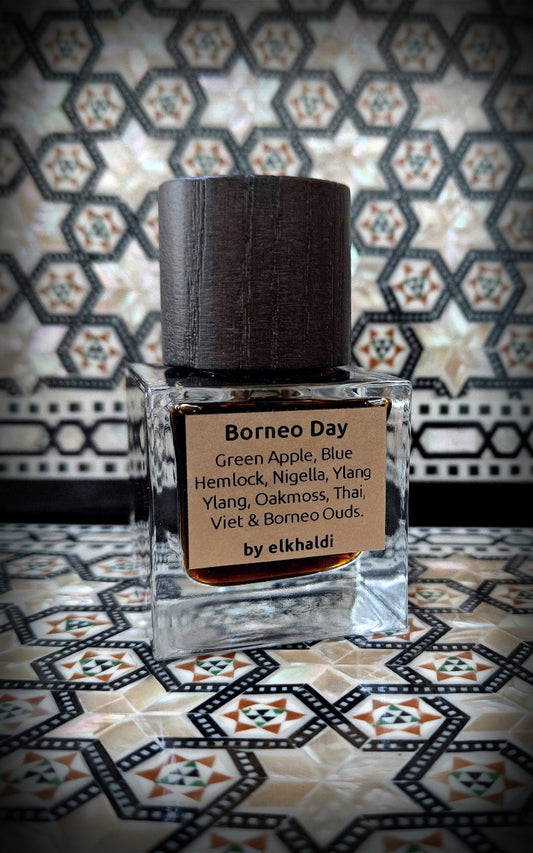 Borneo Day
Green Apple, Blue
Hemlock, Nigella, Ylang
Ylang, Oakmoss, Thai,
Viet & Borneo Ouds.
by elkhaldi